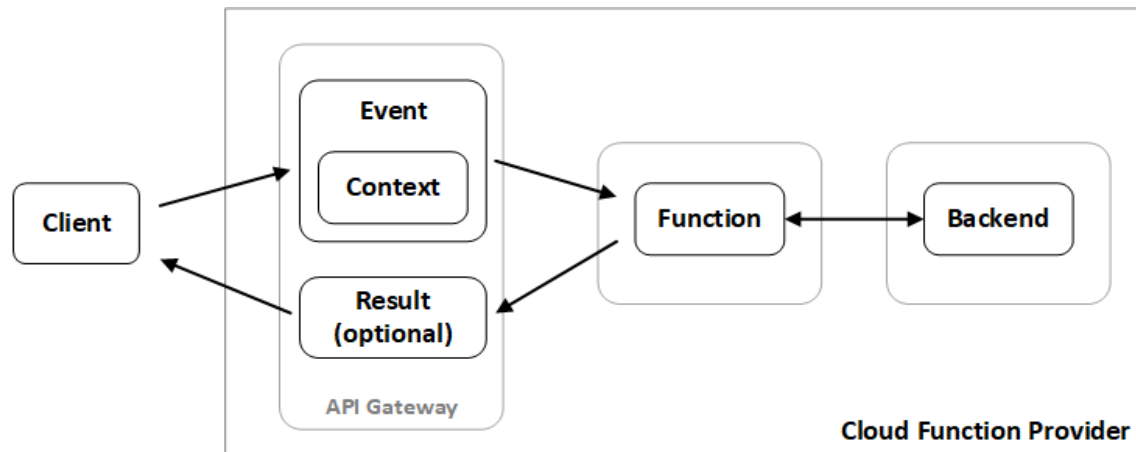 Event
Context
Client
Function
Backend
Result
(optional)
API Gateway
Cloud Function Provider